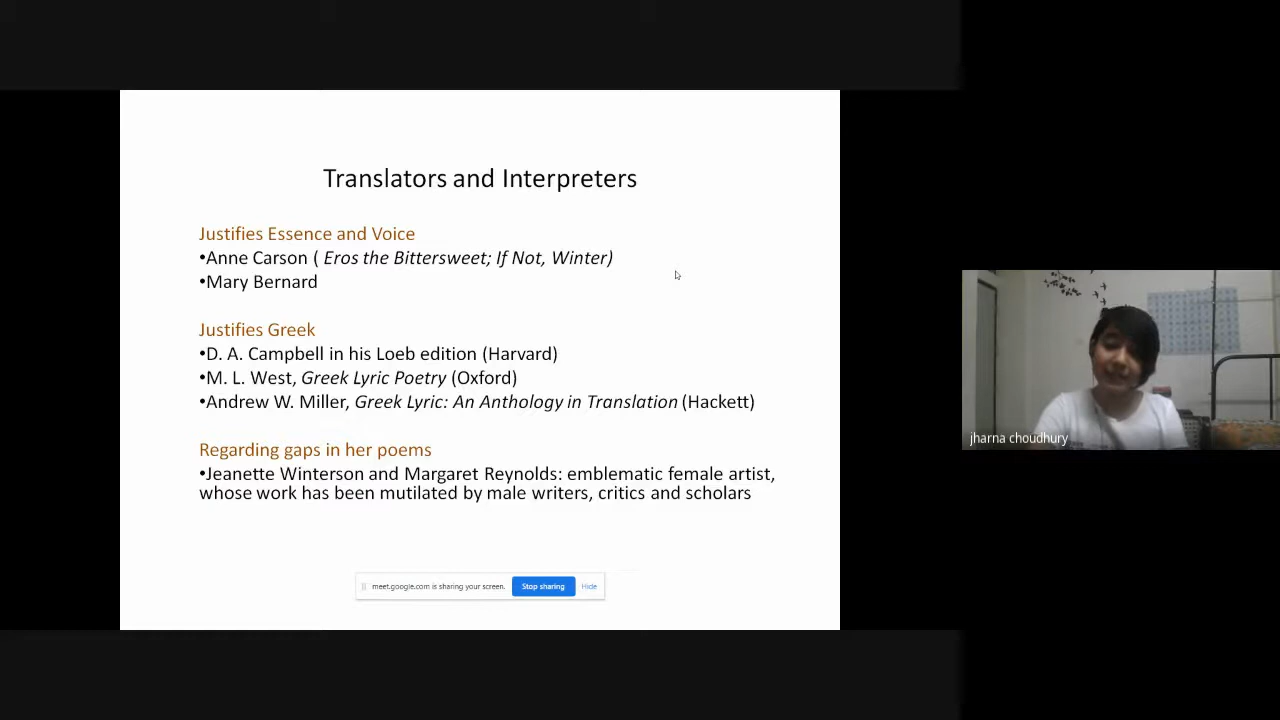 Translators and Interpreters
Justifies Essence and Voice
•Anne Carson ( Eros the Bittersweet; If Not, Winter)
•Mary Bernard
Justifies Greek
•D. A. Campbell in his Loeb edition (Harvard)
•M. L. West, Greek Lyric Poetry (Oxford)
•Andrew W. Miller, Greek Lyric: An Anthology in Translation (Hackett)
Regarding gaps in her poems
•Jeanette Winterson and Margaret Reynolds: emblematic female artist,
whose work has been mutilated by male writers, critics and scholars
meet.google.com is sharing your screen. Stop sharing Hide
jharna choudhury